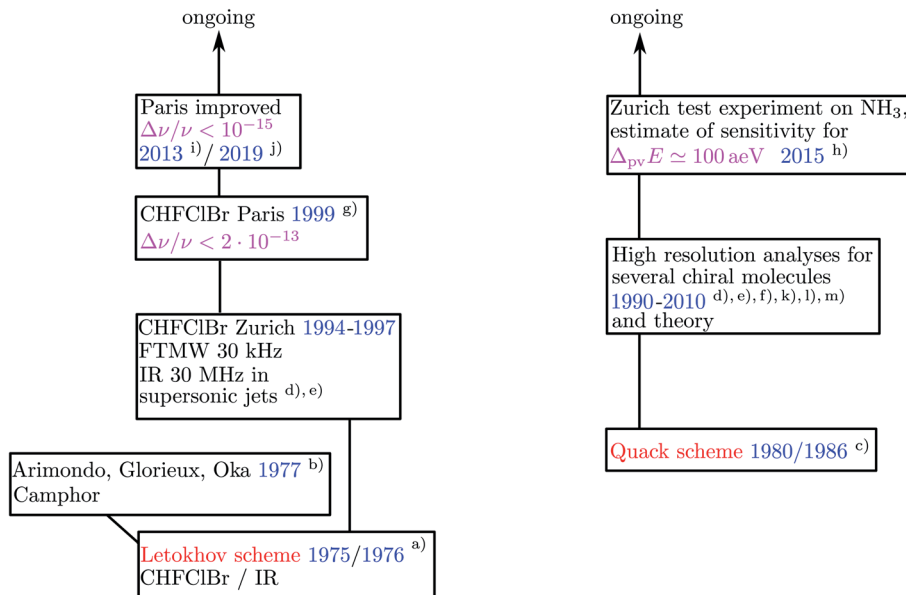 ongoing
Paris improved
Δν/ν < 10⁻¹⁵
2013 ⁱ⁾/ 2019 ʲ⁾
CHFClBr Paris 1999 ᵍ⁾
Δν/ν < 2 · 10⁻¹³
CHFClBr Zurich 1994-1997
FTMW 30 kHz
IR 30 MHz in
supersonic jets ᵈ⁾˒ ᵉ⁾
Arimondo, Glorieux, Oka 1977 ᵇ⁾
Camphor
Letokhov scheme 1975/1976 ᵃ⁾
CHFClBr / IR
ongoing
Zurich test experiment on NH₃,
estimate of sensitivity for
ΔₚᵥE ≃ 100 aeV 2015 ʰ⁾
High resolution analyses for
several chiral molecules
1990-2010 ᵈ⁾˒ ᵉ⁾˒ ᶠ⁾˒ ᵏ⁾˒ ˡ⁾˒ ᵐ⁾
and theory
Quack scheme 1980/1986 ᶜ⁾